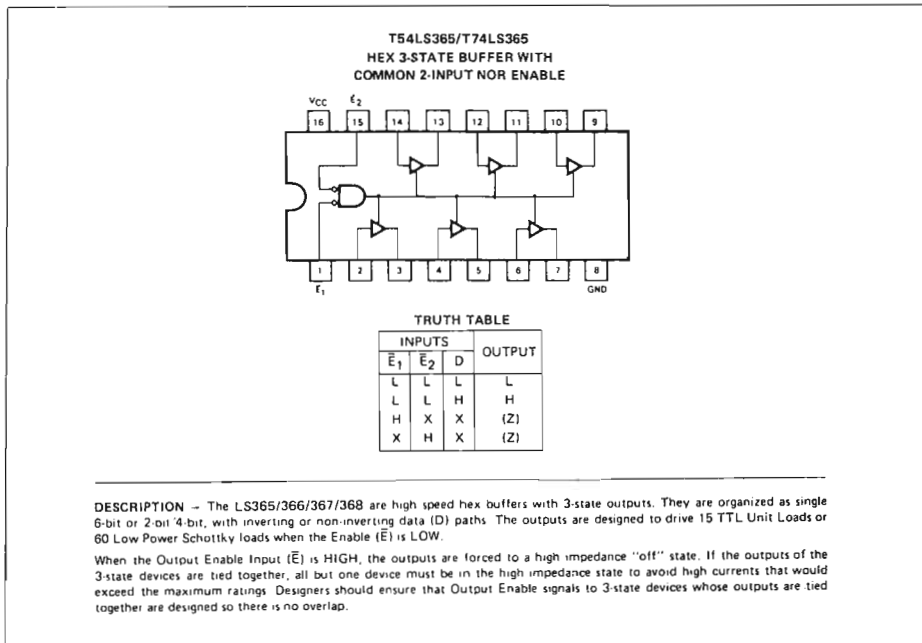 T54LS365/T74LS365
HEX 3-STATE BUFFER WITH
COMMON 2-INPUT NOR ENABLE
VCC Ē2
16 15 14 13 12 11 10 9
1 2 3 4 5 6 7 8
Ē1 GND
TRUTH TABLE
INPUTS OUTPUT
Ē1 Ē2 D
L L L L
L L H H
H X X (Z)
X H X (Z)
DESCRIPTION – The LS365/366/367/368 are high speed hex buffers with 3-state outputs. They are organized as single
6-bit or 2-bit '4-bit, with inverting or non-inverting data (D) paths The outputs are designed to drive 15 TTL Unit Loads or
60 Low Power Schottky loads when the Enable (Ē) is LOW.
When the Output Enable Input (Ē) is HIGH, the outputs are forced to a high impedance "off" state. If the outputs of the
3-state devices are tied together, all but one device must be in the high impedance state to avoid high currents that would
exceed the maximum ratings Designers should ensure that Output Enable signals to 3-state devices whose outputs are tied
together are designed so there is no overlap.